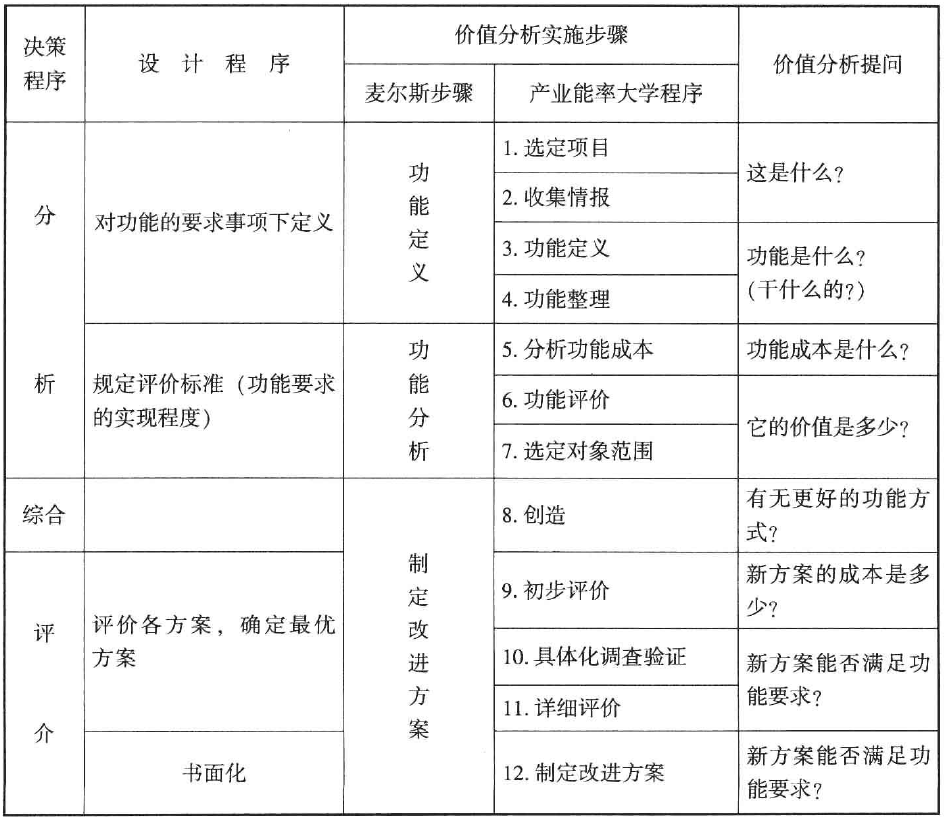 决策
程序
设计程序
价值分析实施步骤
价值分析提问
麦尔斯步骤
产业能率大学程序
分
析
对功能的要求事项下定义
功
能
定
义
1. 选定项目
这是什么?
2. 收集情报
3. 功能定义
功能是什么?
(干什么的?)
4. 功能整理
规定评价标准(功能要求
的实现程度)
功
能
分
析
5. 分析功能成本
功能成本是什么?
6. 功能评价
它的价值是多少?
7. 选定对象范围
综合
制
定
改
进
方
案
8. 创造
有无更好的功能方
式?
评
介
评价各方案，确定最优
方案
9. 初步评价
新方案的成本是多
少?
10. 具体化调查验证
新方案能否满足功
能要求?
11. 详细评价
书面化
12. 制定改进方案
新方案能否满足功
能要求?